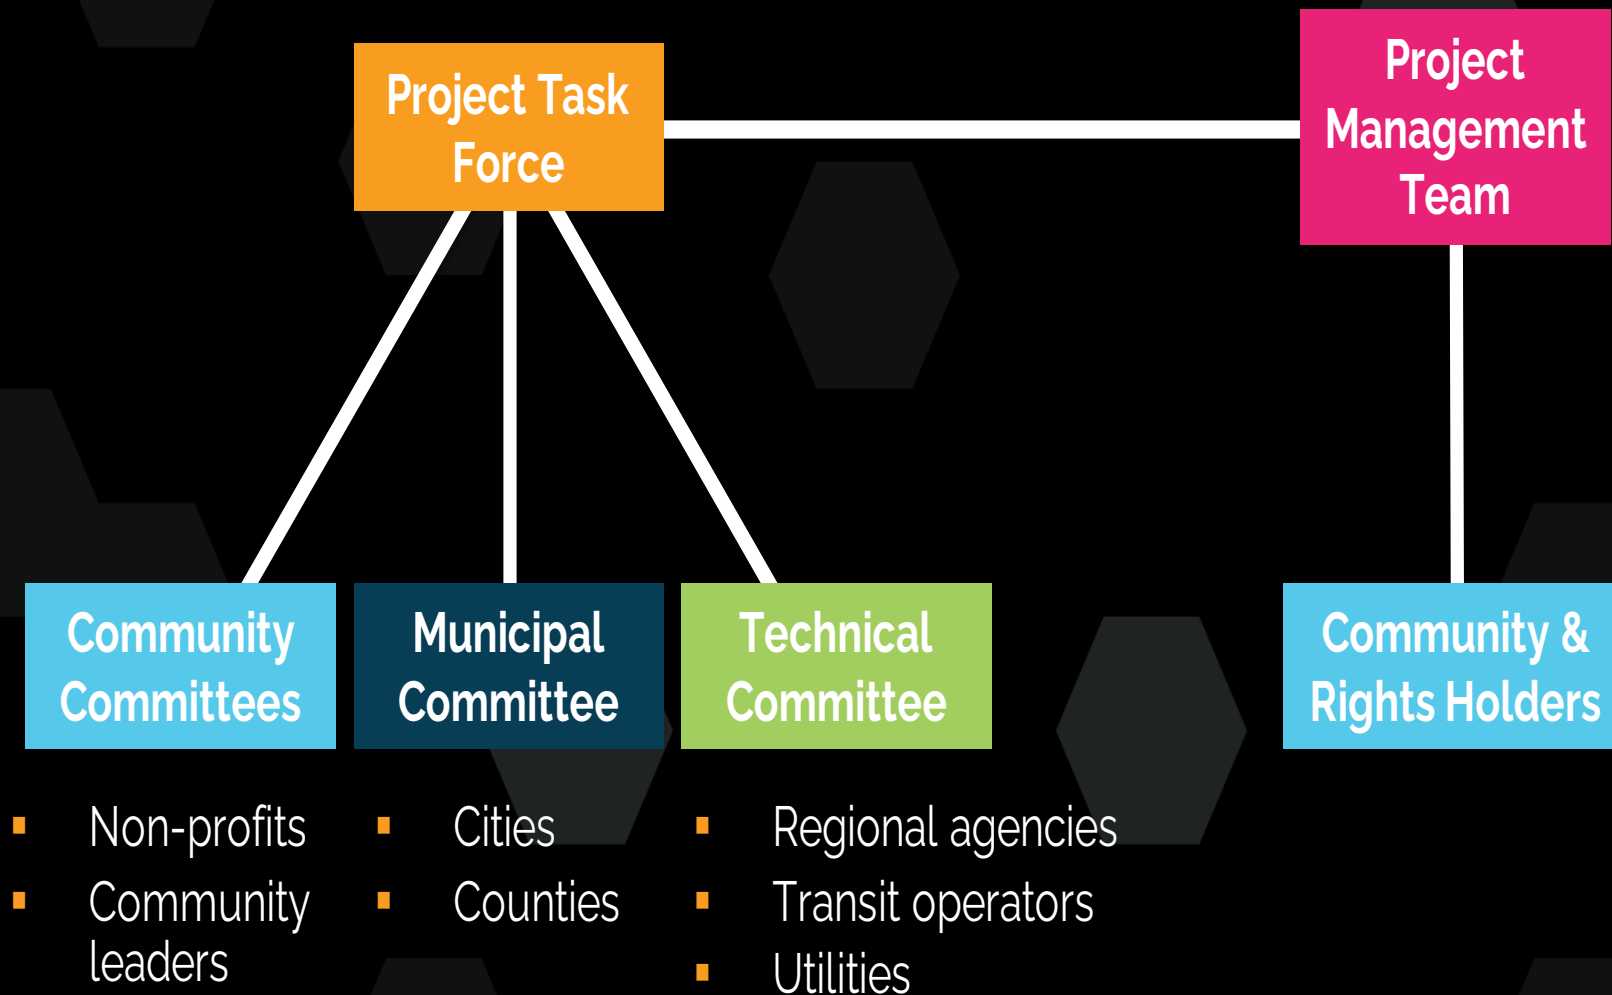 Project Task
Force
Project
Management
Team
Community
Committees
Municipal
Committee
Technical
Committee
Community &
Rights Holders
▪ Non-profits
▪ Community
leaders
▪ Cities
▪ Counties
▪ Regional agencies
▪ Transit operators
▪ Utilities